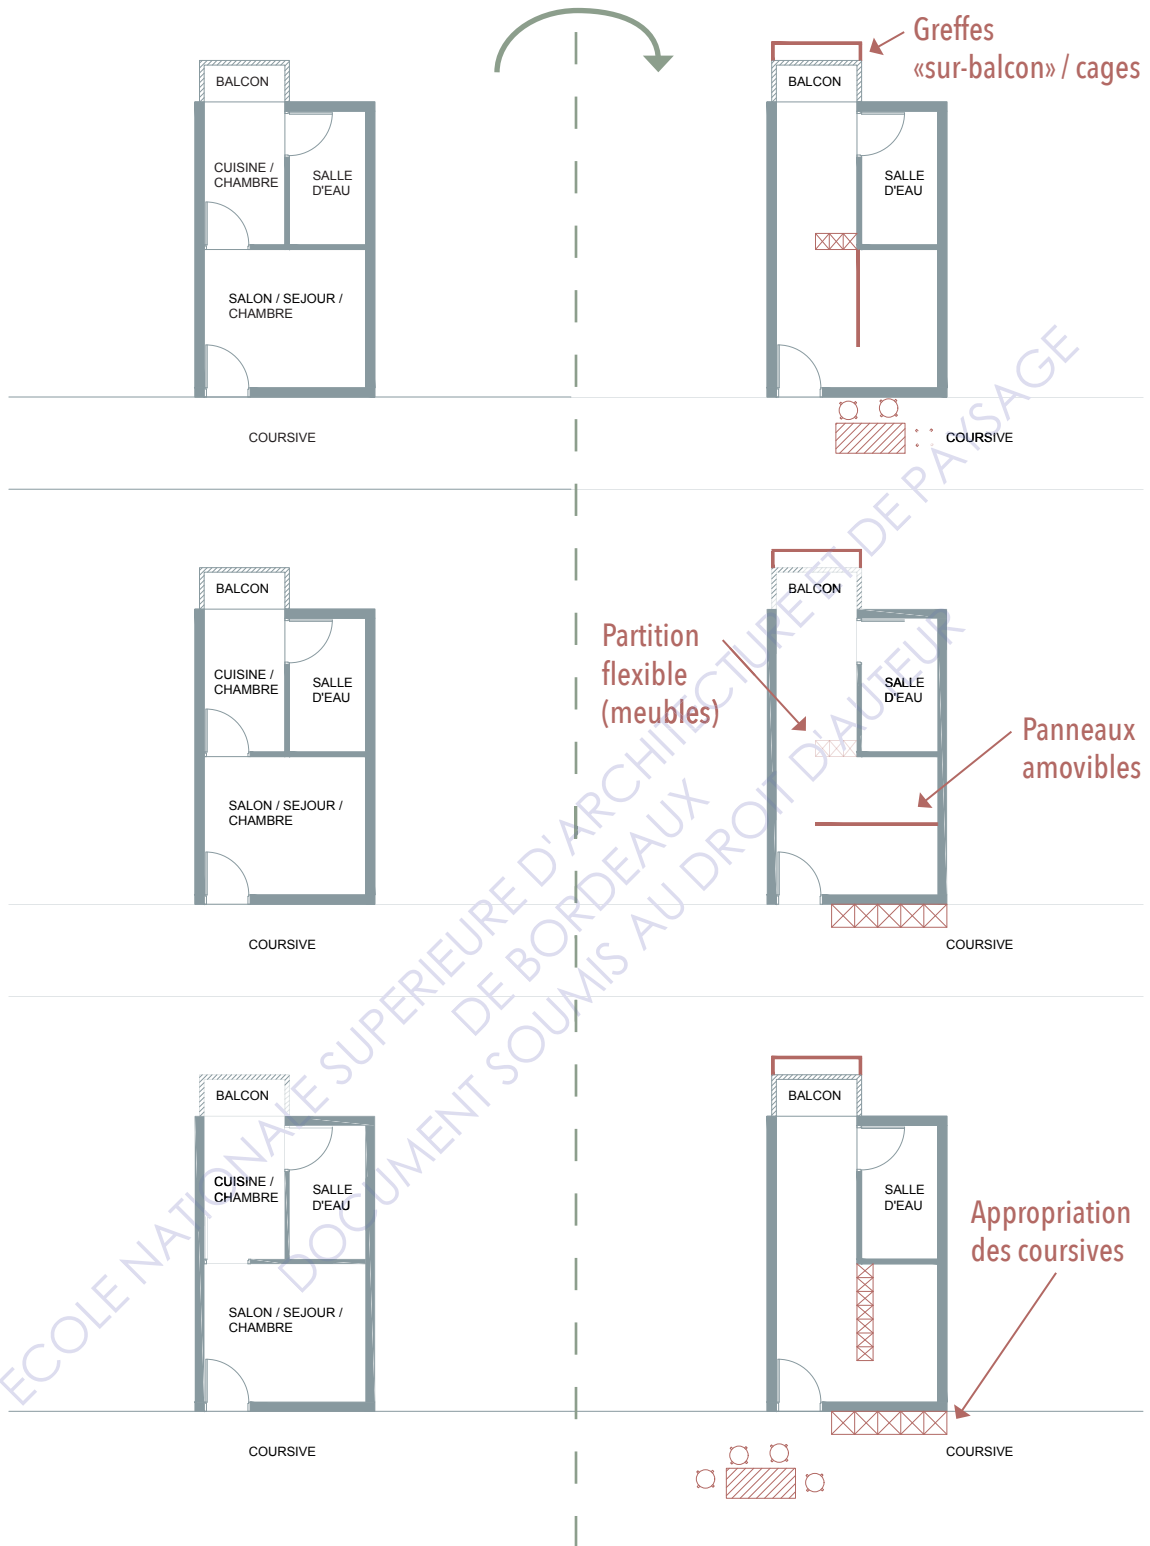 Greffes
«sur-balcon» / cages
BALCON
CUISINE /
CHAMBRE
SALLE
D'EAU
SALON / SEJOUR /
CHAMBRE
COURSIVE
BALCON
SALLE
D'EAU
COURSIVE
BALCON
CUISINE /
CHAMBRE
SALLE
D'EAU
SALON / SEJOUR /
CHAMBRE
COURSIVE
Partition
flexible
(meubles)
BALCON
SALLE
D'EAU
Panneaux
amovibles
COURSIVE
BALCON
CUISINE /
CHAMBRE
SALLE
D'EAU
SALON / SEJOUR /
CHAMBRE
COURSIVE
BALCON
SALLE
D'EAU
Appropriation
des coursives
COURSIVE
ECOLE NATIONALE SUPERIEURE D'ARCHITECTURE ET DE PAYSAGE
DE BORDEAUX
DOCUMENT SOUMIS AU DROIT D'AUTEUR